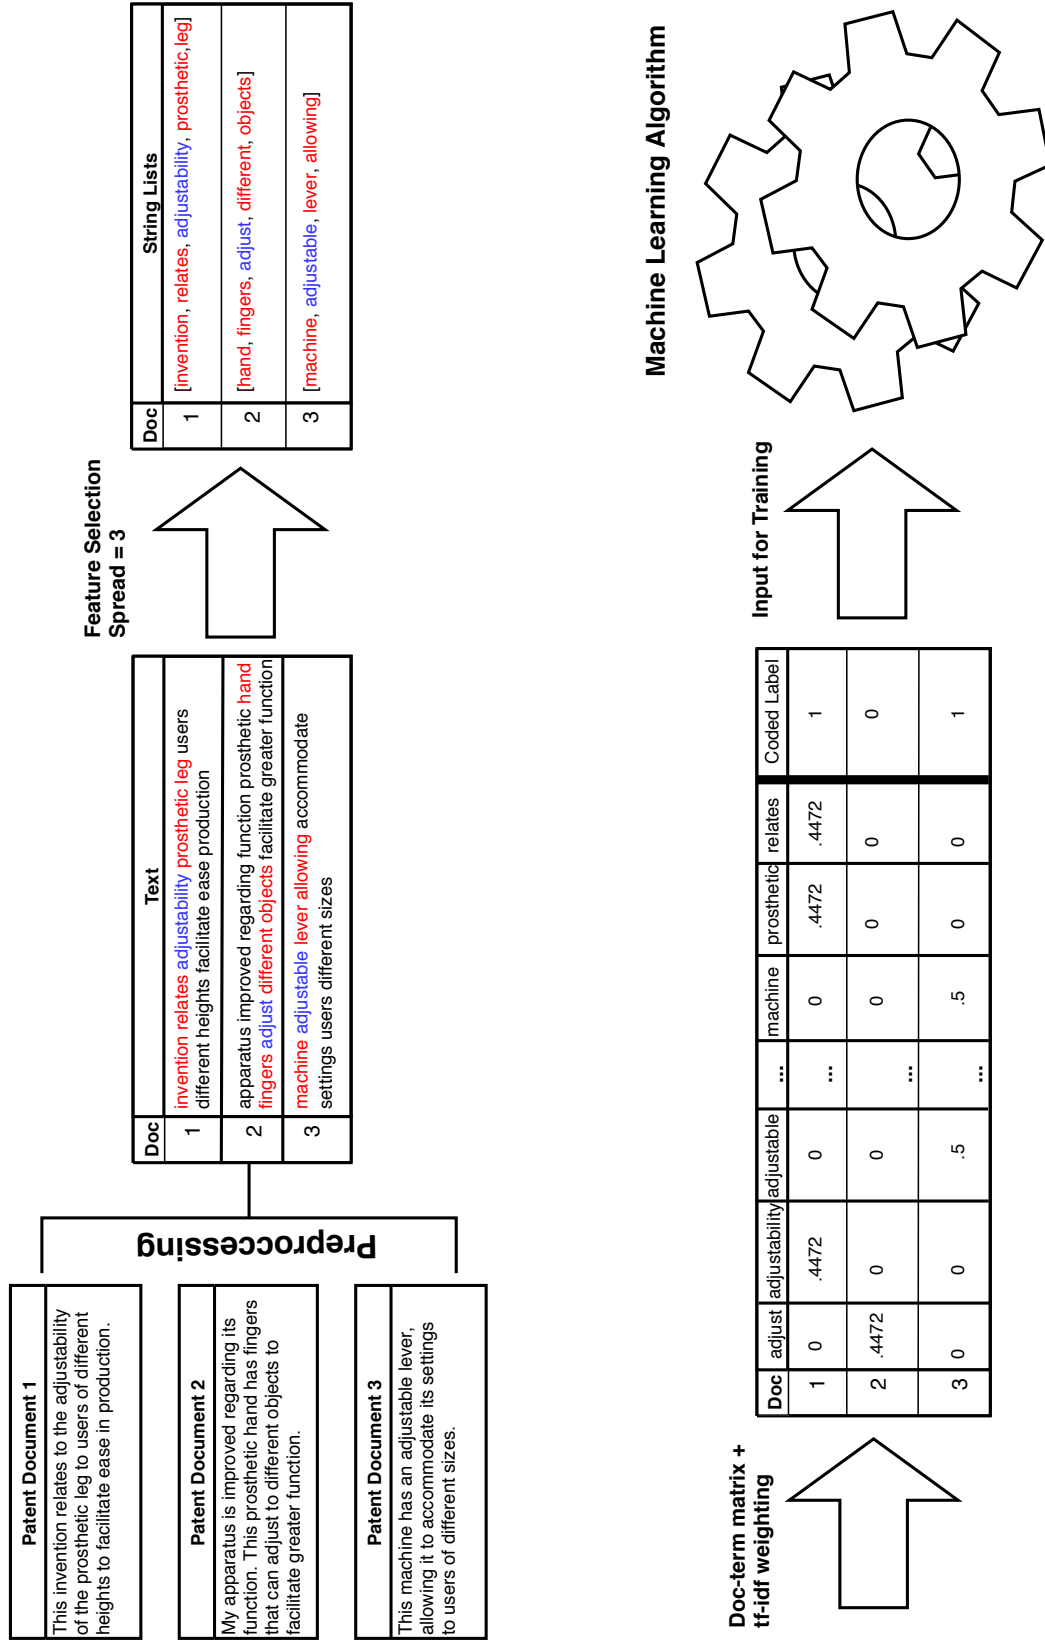 Patent Document 1
This invention relates to the adjustability
of the prosthetic leg to users of different
heights to facilitate ease in production.
Patent Document 2
My apparatus is improved regarding its
function. This prosthetic hand has fingers
that can adjust to different objects to
facilitate greater function.
Patent Document 3
This machine has an adjustable lever,
allowing it to accommodate its settings
to users of different sizes.
Preproccessing
Doc Text
1 invention relates adjustability prosthetic leg users
different heights facilitate ease production
2 apparatus improved regarding function prosthetic hand
fingers adjust different objects facilitate greater function
3 machine adjustable lever allowing accommodate
settings users different sizes
Feature Selection
Spread = 3
Doc String Lists
1 [invention, relates, adjustability, prosthetic,leg]
2 [hand, fingers, adjust, different, objects]
3 [machine, adjustable, lever, allowing]
Doc-term matrix +
tf-idf weighting
Doc adjust adjustability adjustable ... machine prosthetic relates Coded Label
1 0 .4472 0 ... 0 .4472 .4472 1
2 .4472 0 0 ... 0 0 0 0
3 0 0 .5 ... .5 0 0 1
Input for Training
Machine Learning Algorithm